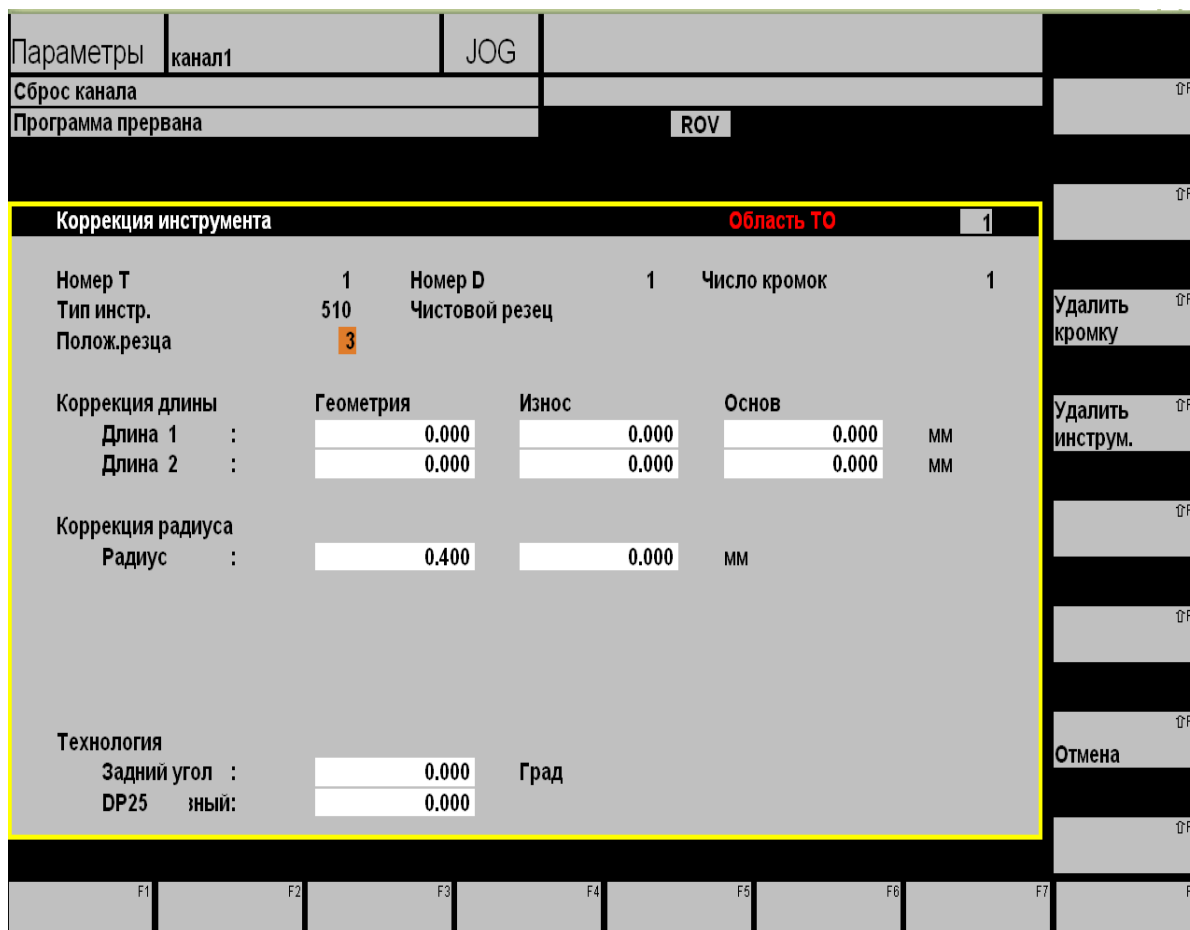 Параметры канал1 JOG
Сброс канала
Программа прервана ROV
Коррекция инструмента Область ТО 1
Номер T 1 Номер D 1 Число кромок 1
Тип инстр. 510 Чистовой резец
Полож.резца 3
Коррекция длины Геометрия Износ Основ
Длина 1 : 0.000 0.000 0.000 мм
Длина 2 : 0.000 0.000 0.000 мм
Коррекция радиуса
Радиус : 0.400 0.000 мм
Технология
Задний угол : 0.000 Град
DP25 зный: 0.000
Удалить
кромку
Удалить
инструм.
Отмена
F1 F2 F3 F4 F5 F6 F7